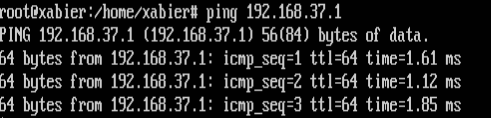 root@xabier:/home/xabier# ping 192.168.37.1
PING 192.168.37.1 (192.168.37.1) 56(84) bytes of data.
64 bytes from 192.168.37.1: icmp_seq=1 ttl=64 time=1.61 ms
64 bytes from 192.168.37.1: icmp_seq=2 ttl=64 time=1.12 ms
64 bytes from 192.168.37.1: icmp_seq=3 ttl=64 time=1.85 ms